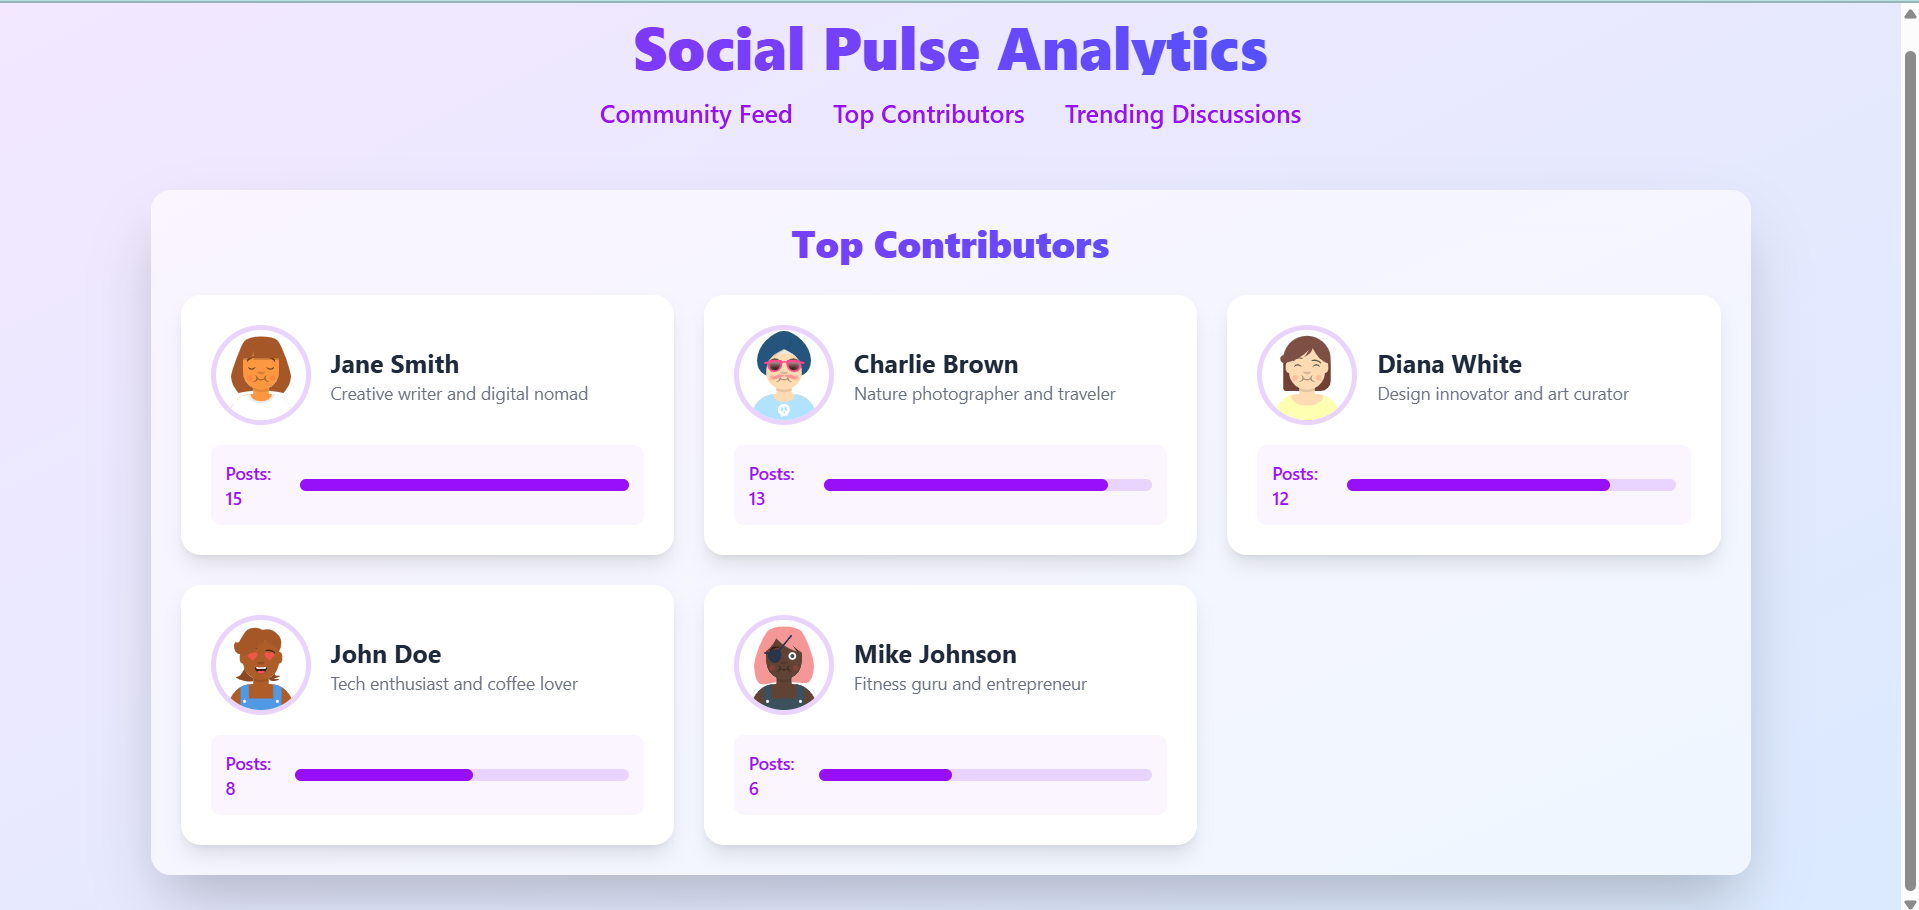 Social Pulse Analytics
Community Feed Top Contributors Trending Discussions
Top Contributors
Jane Smith
Creative writer and digital nomad
Posts:
15
Charlie Brown
Nature photographer and traveler
Posts:
13
Diana White
Design innovator and art curator
Posts:
12
John Doe
Tech enthusiast and coffee lover
Posts:
8
Mike Johnson
Fitness guru and entrepreneur
Posts:
6